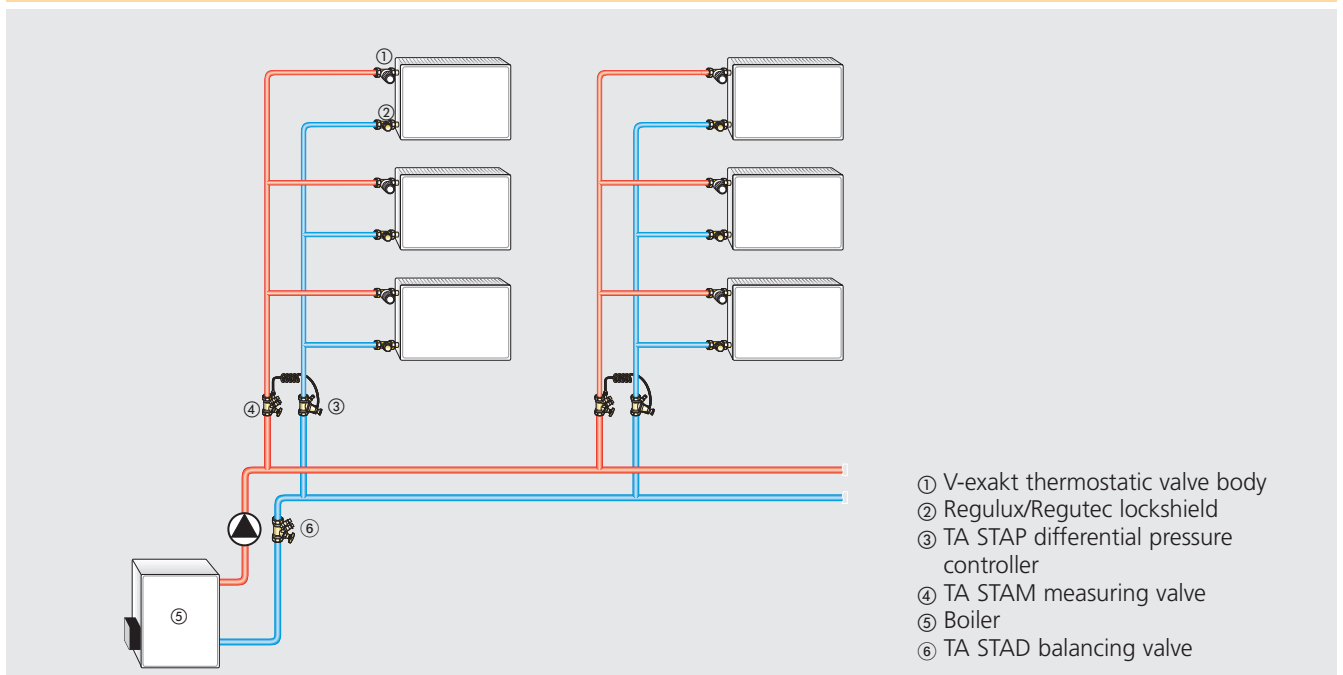 ①
②
④
③
⑥
⑤
① V-exakt thermostatic valve body
② Regulux/Regutec lockshield
③ TA STAP differential pressure
controller
④ TA STAM measuring valve
⑤ Boiler
⑥ TA STAD balancing valve